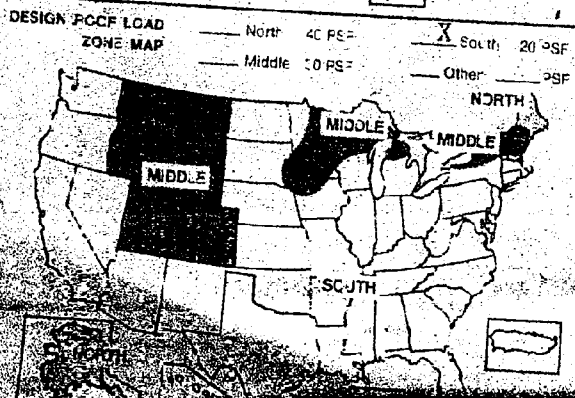 DESIGN ROOF LOAD
ZONE MAP
North 40 PSF
X South 20 PSF
Middle 30 PSF
Other PSF
NORTH
MIDDLE
MIDDLE
MIDDLE
SOUTH
NORTH